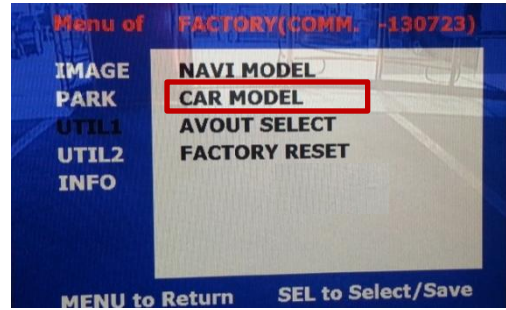 Menu of FACTORY(COMM. -130723)
IMAGE NAVI MODEL
PARK CAR MODEL
UTIL1 AVOUT SELECT
UTIL2 FACTORY RESET
INFO
MENU to Return SEL to Select/Save